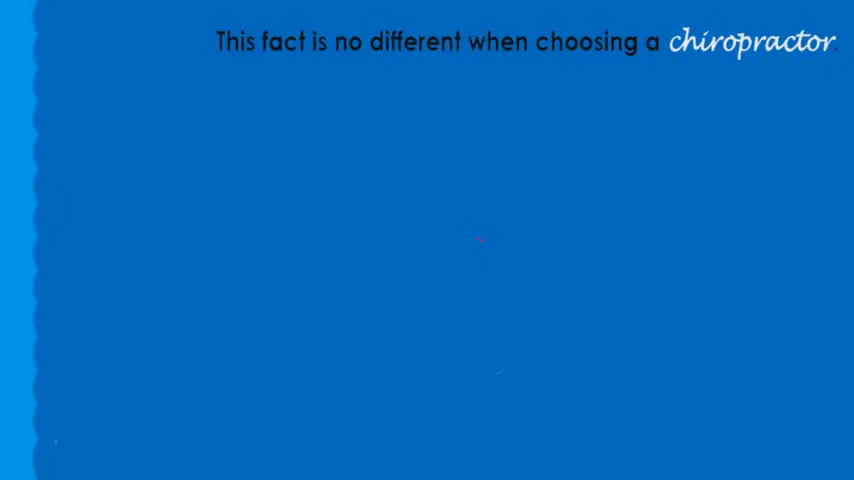 This fact is no different when choosing a chiropractor.